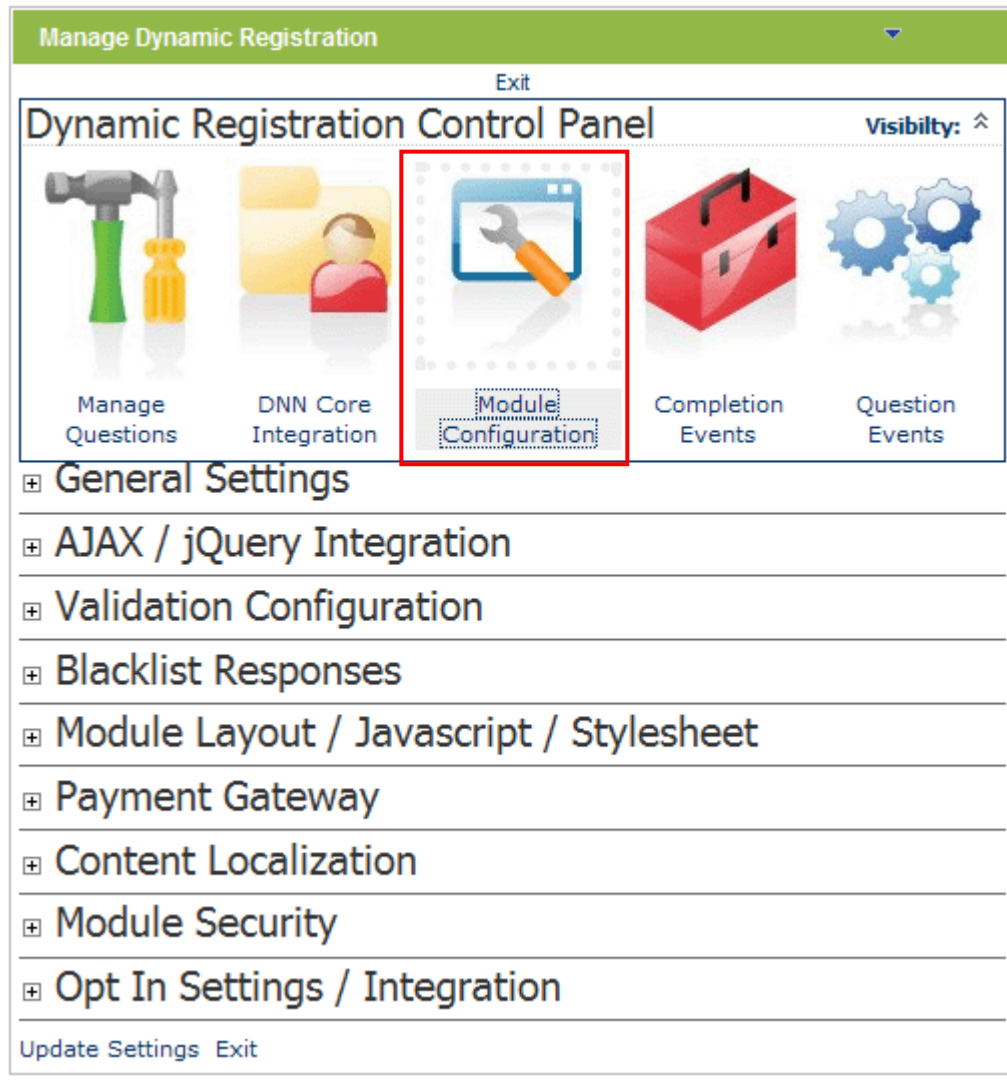 Manage Dynamic Registration
Exit
Dynamic Registration Control Panel Visibilty:
Manage Questions
DNN Core Integration
Module Configuration
Completion Events
Question Events
General Settings
AJAX / jQuery Integration
Validation Configuration
Blacklist Responses
Module Layout / Javascript / Stylesheet
Payment Gateway
Content Localization
Module Security
Opt In Settings / Integration
Update Settings Exit